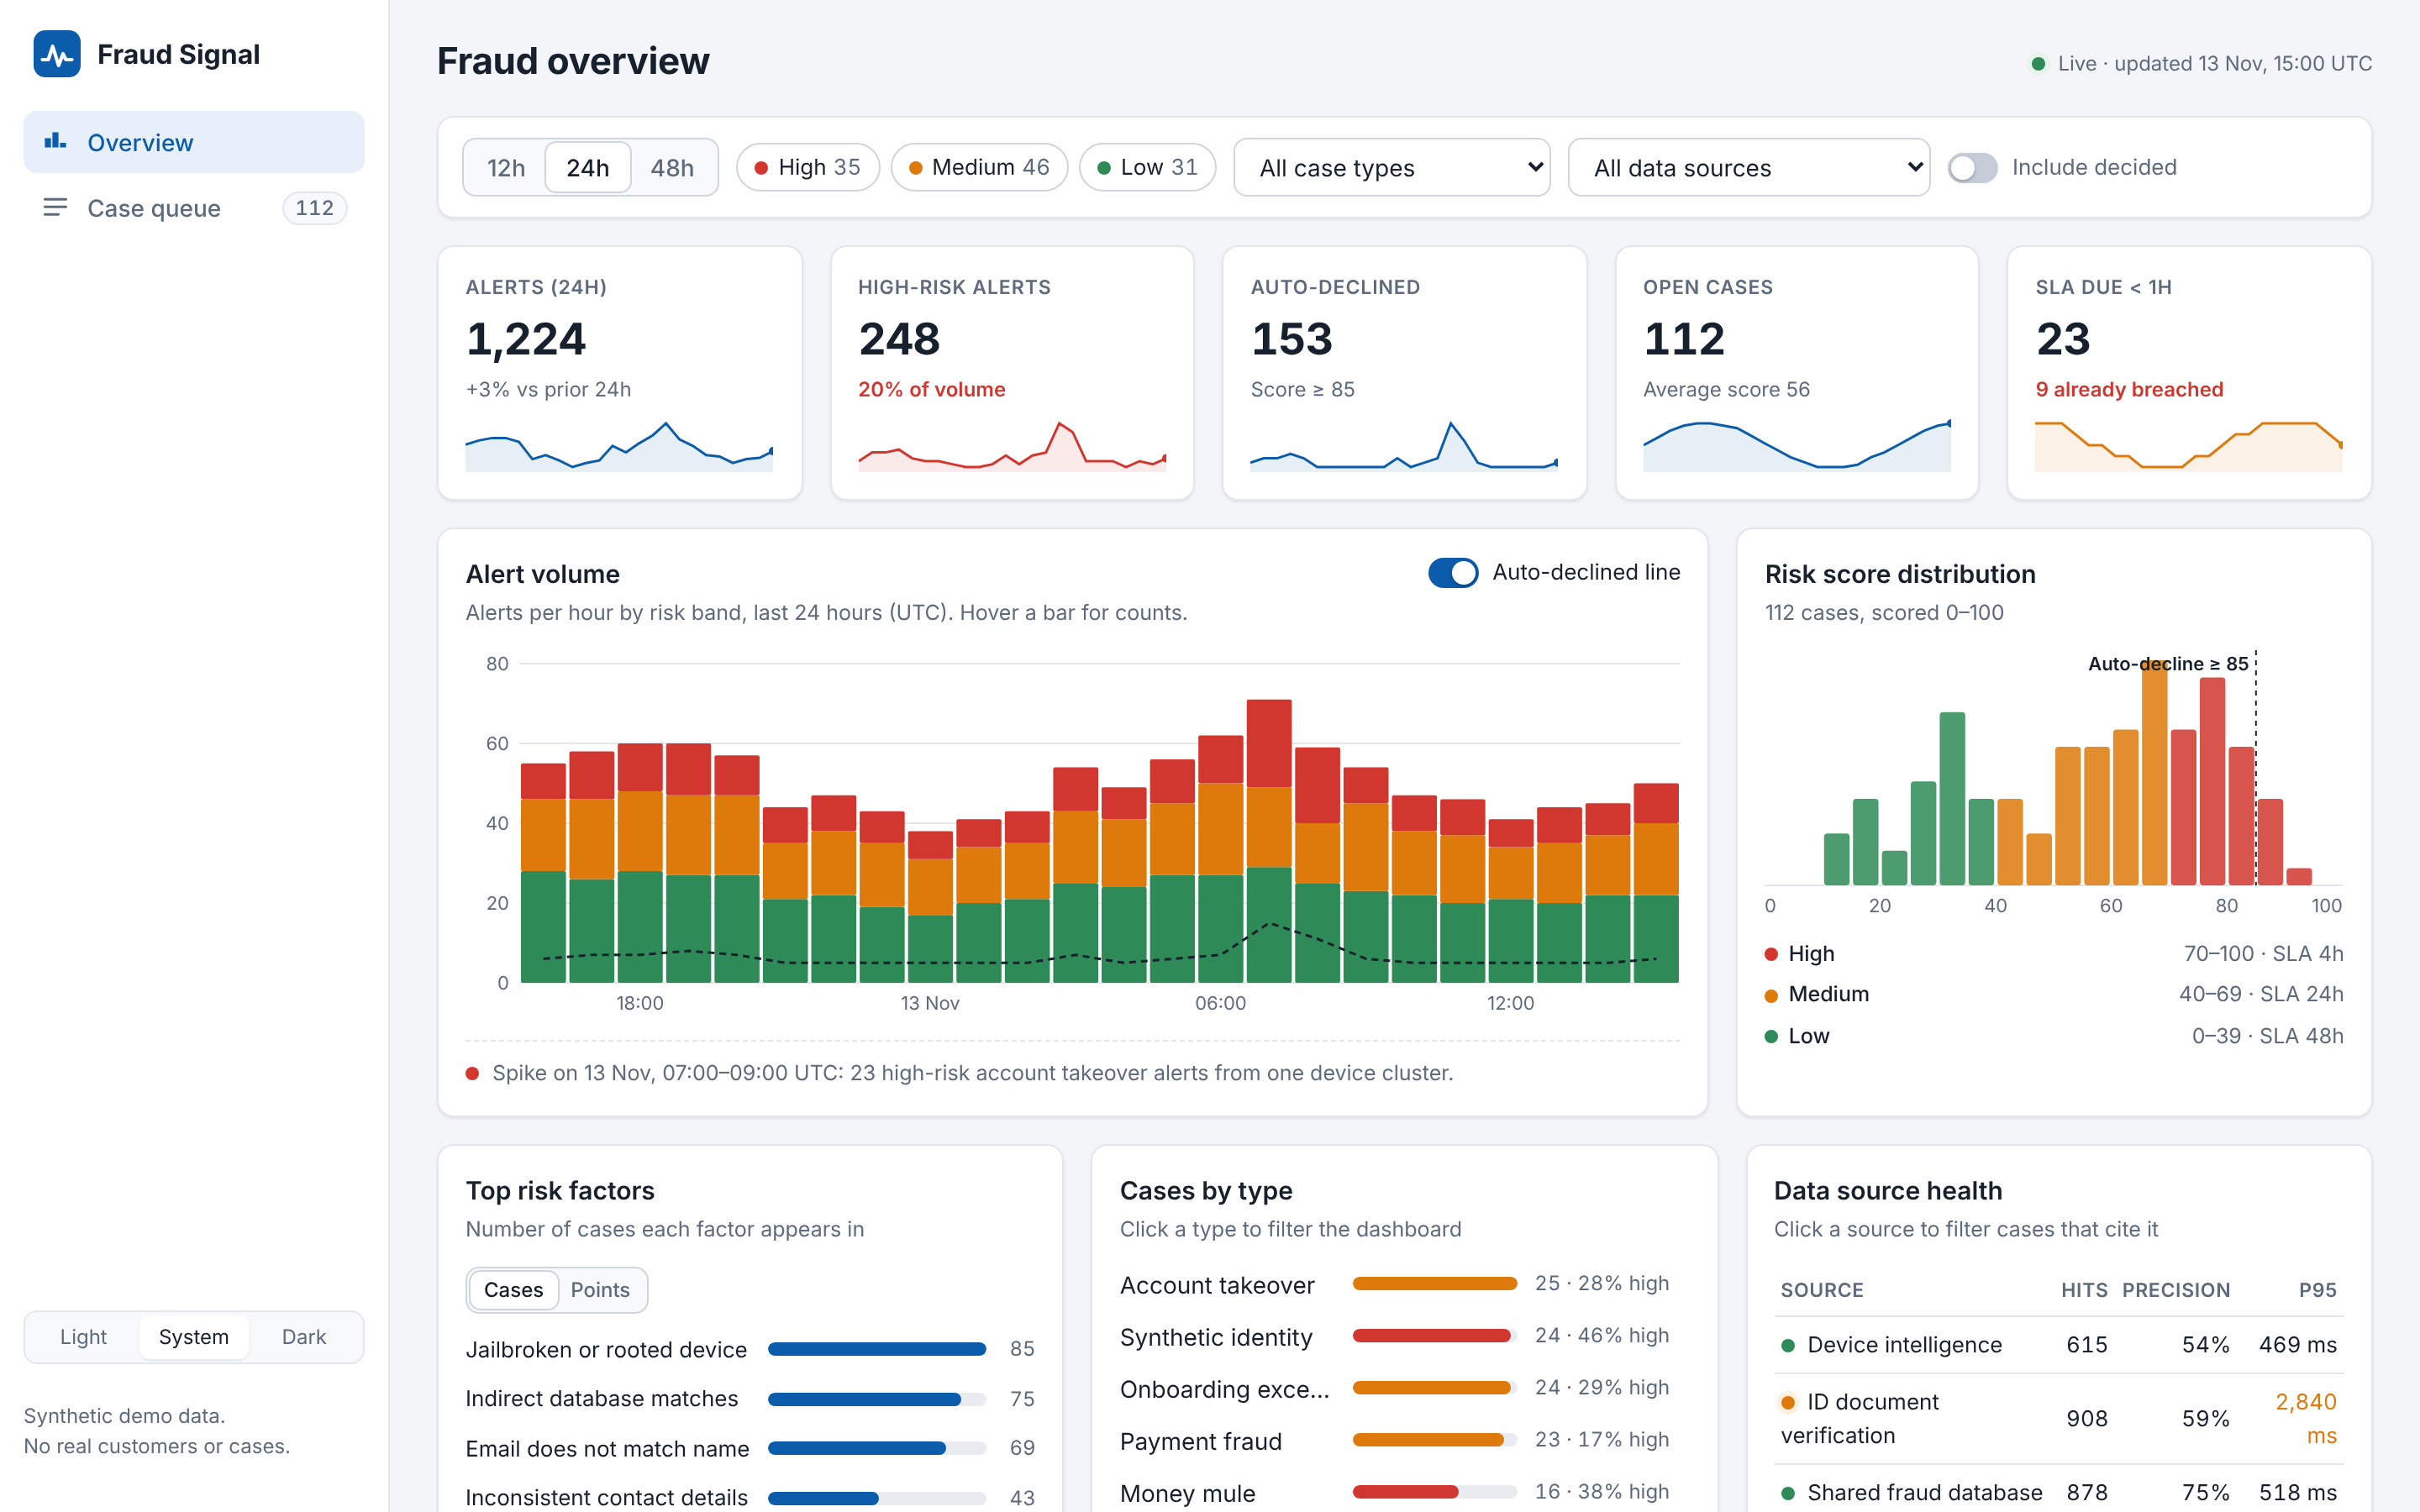 Fraud Signal
Overview
Case queue 112
Light System Dark
Synthetic demo data.
No real customers or cases.
Fraud overview
Live · updated 13 Nov, 15:00 UTC
12h 24h 48h High 35 Medium 46 Low 31 All case types All data sources Include decided
ALERTS (24H)
1,224
+3% vs prior 24h
HIGH-RISK ALERTS
248
20% of volume
AUTO-DECLINED
153
Score ≥ 85
OPEN CASES
112
Average score 56
SLA DUE < 1H
23
9 already breached
Alert volume
Auto-declined line
Alerts per hour by risk band, last 24 hours (UTC). Hover a bar for counts.
80
60
40
20
0
18:00 13 Nov 06:00 12:00
Spike on 13 Nov, 07:00–09:00 UTC: 23 high-risk account takeover alerts from one device cluster.
Risk score distribution
112 cases, scored 0–100
Auto-decline ≥ 85
0 20 40 60 80 100
High 70–100 · SLA 4h
Medium 40–69 · SLA 24h
Low 0–39 · SLA 48h
Top risk factors
Number of cases each factor appears in
Cases Points
Jailbroken or rooted device 85
Indirect database matches 75
Email does not match name 69
Inconsistent contact details 43
Cases by type
Click a type to filter the dashboard
Account takeover 25 · 28% high
Synthetic identity 24 · 46% high
Onboarding exce... 24 · 29% high
Payment fraud 23 · 17% high
Money mule 16 · 38% high
Data source health
Click a source to filter cases that cite it
SOURCE HITS PRECISION P95
Device intelligence 615 54% 469 ms
ID document verification 908 59% 2,840 ms
Shared fraud database 878 75% 518 ms